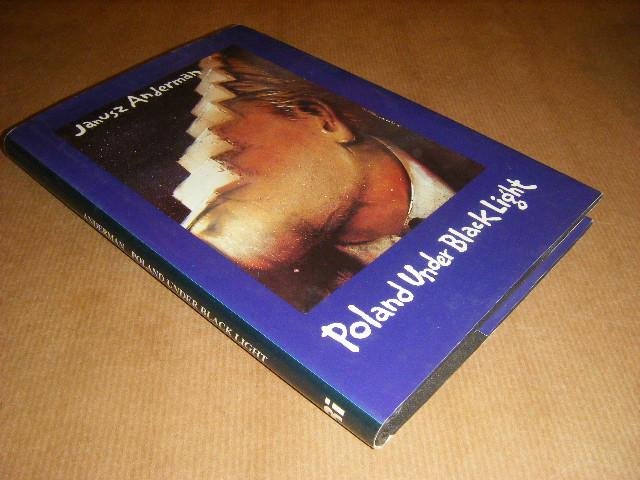 Janusz Anderman
Poland Under Black Light
ANDERMAN POLAND UNDER BLACK LIGHT